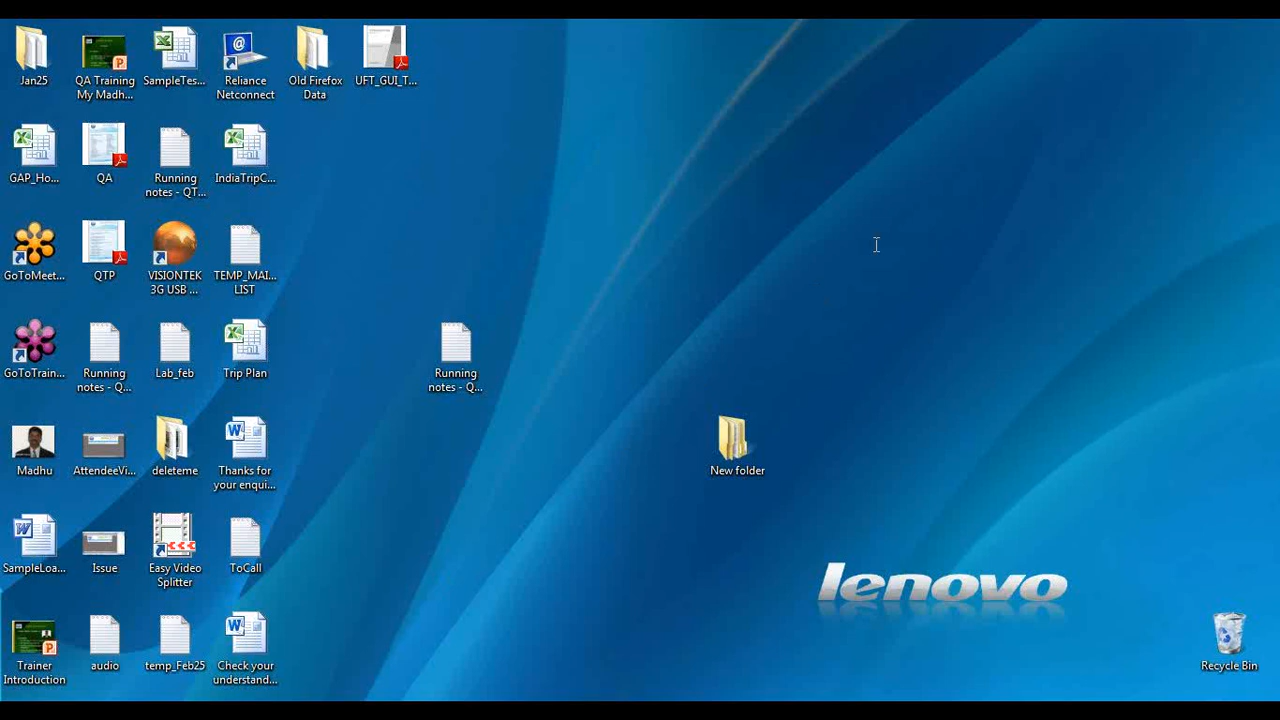 Jan25
QA Training
My Madh...
SampleTes...
Reliance
Netconnect
Old Firefox
Data
UFT_GUI_T...
GAP_Ho...
QA
Running
notes - QT...
IndiaTripC...
GoToMeet...
QTP
VISIONTEK
3G USB ...
TEMP_MAI...
LIST
GoToTrain...
Running
notes - Q...
Lab_feb
Trip Plan
Running
notes - Q...
Madhu
AttendeeVi...
deleteme
Thanks for
your enqui...
New folder
SampleLoa...
Issue
Easy Video
Splitter
ToCall
lenovo
Trainer
Introduction
audio
temp_Feb25
Check your
understand...
Recycle Bin